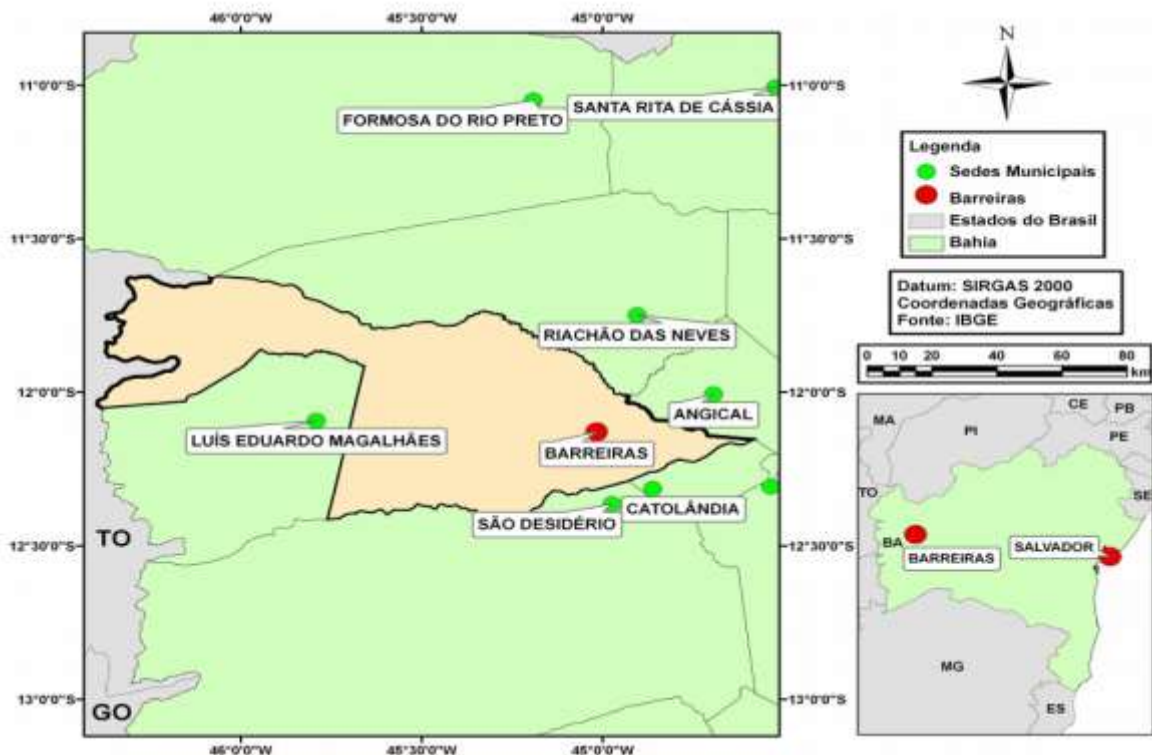 46°0'0"W 45°30'0"W 45°0'0"W
11°0'0"S
11°30'0"S
12°0'0"S
12°30'0"S
13°0'0"S
FORMOSA DO RIO PRETO
SANTA RITA DE CÁSSIA
RIACHÃO DAS NEVES
ANGICAL
LUÍS EDUARDO MAGALHÃES
BARREIRAS
CATOLÂNDIA
SÃO DESIDÉRIO
TO
GO
11°0'0"S
11°30'0"S
12°0'0"S
12°30'0"S
13°0'0"S
46°0'0"W 45°30'0"W 45°0'0"W
N
Legenda
Sedes Municipais
Barreiras
Estados do Brasil
Bahia
Datum: SIRGAS 2000
Coordenadas Geográficas
Fonte: IBGE
0 10 20 40 60 80
km
MA
PI
CE
PB
PE
TO
SE
BA
BARREIRAS
SALVADOR
MG
ES